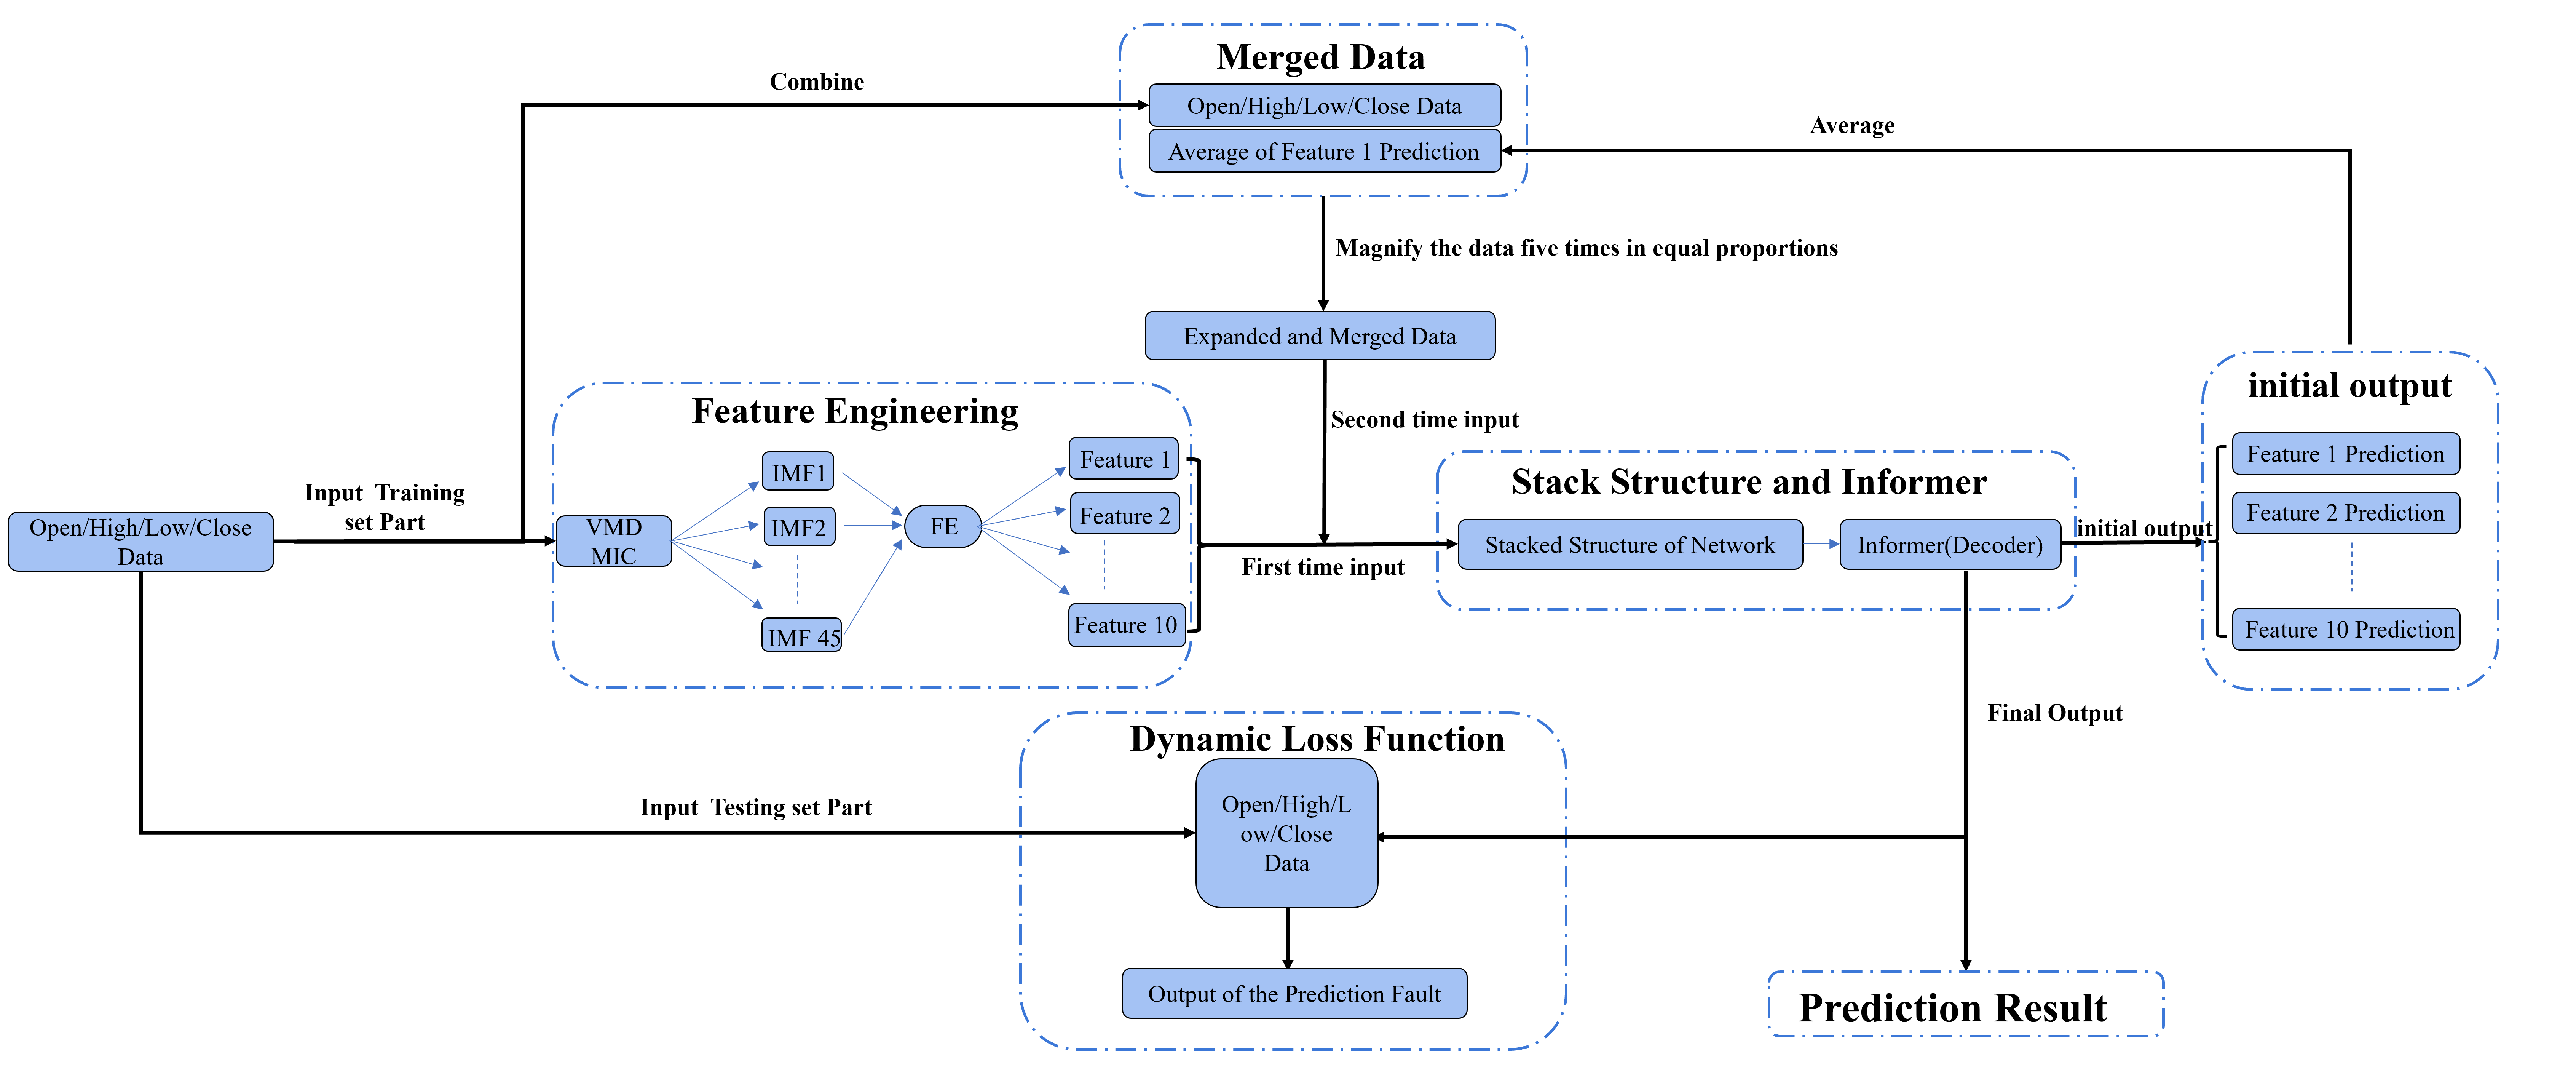 Merged Data
Combine
Open/High/Low/Close Data
Average of Feature 1 Prediction
Average
Magnify the data five times in equal proportions
Expanded and Merged Data
Second time input
Feature Engineering
Input Training
set Part
Open/High/Low/Close
Data
VMD
MIC
IMF1
IMF2
IMF 45
FE
Feature 1
Feature 2
Feature 10
First time input
Stack Structure and Informer
Stacked Structure of Network
Informer(Decoder)
initial output
initial output
Feature 1 Prediction
Feature 2 Prediction
Feature 10 Prediction
Final Output
Dynamic Loss Function
Input Testing set Part
Open/High/L
ow/Close
Data
Output of the Prediction Fault
Prediction Result